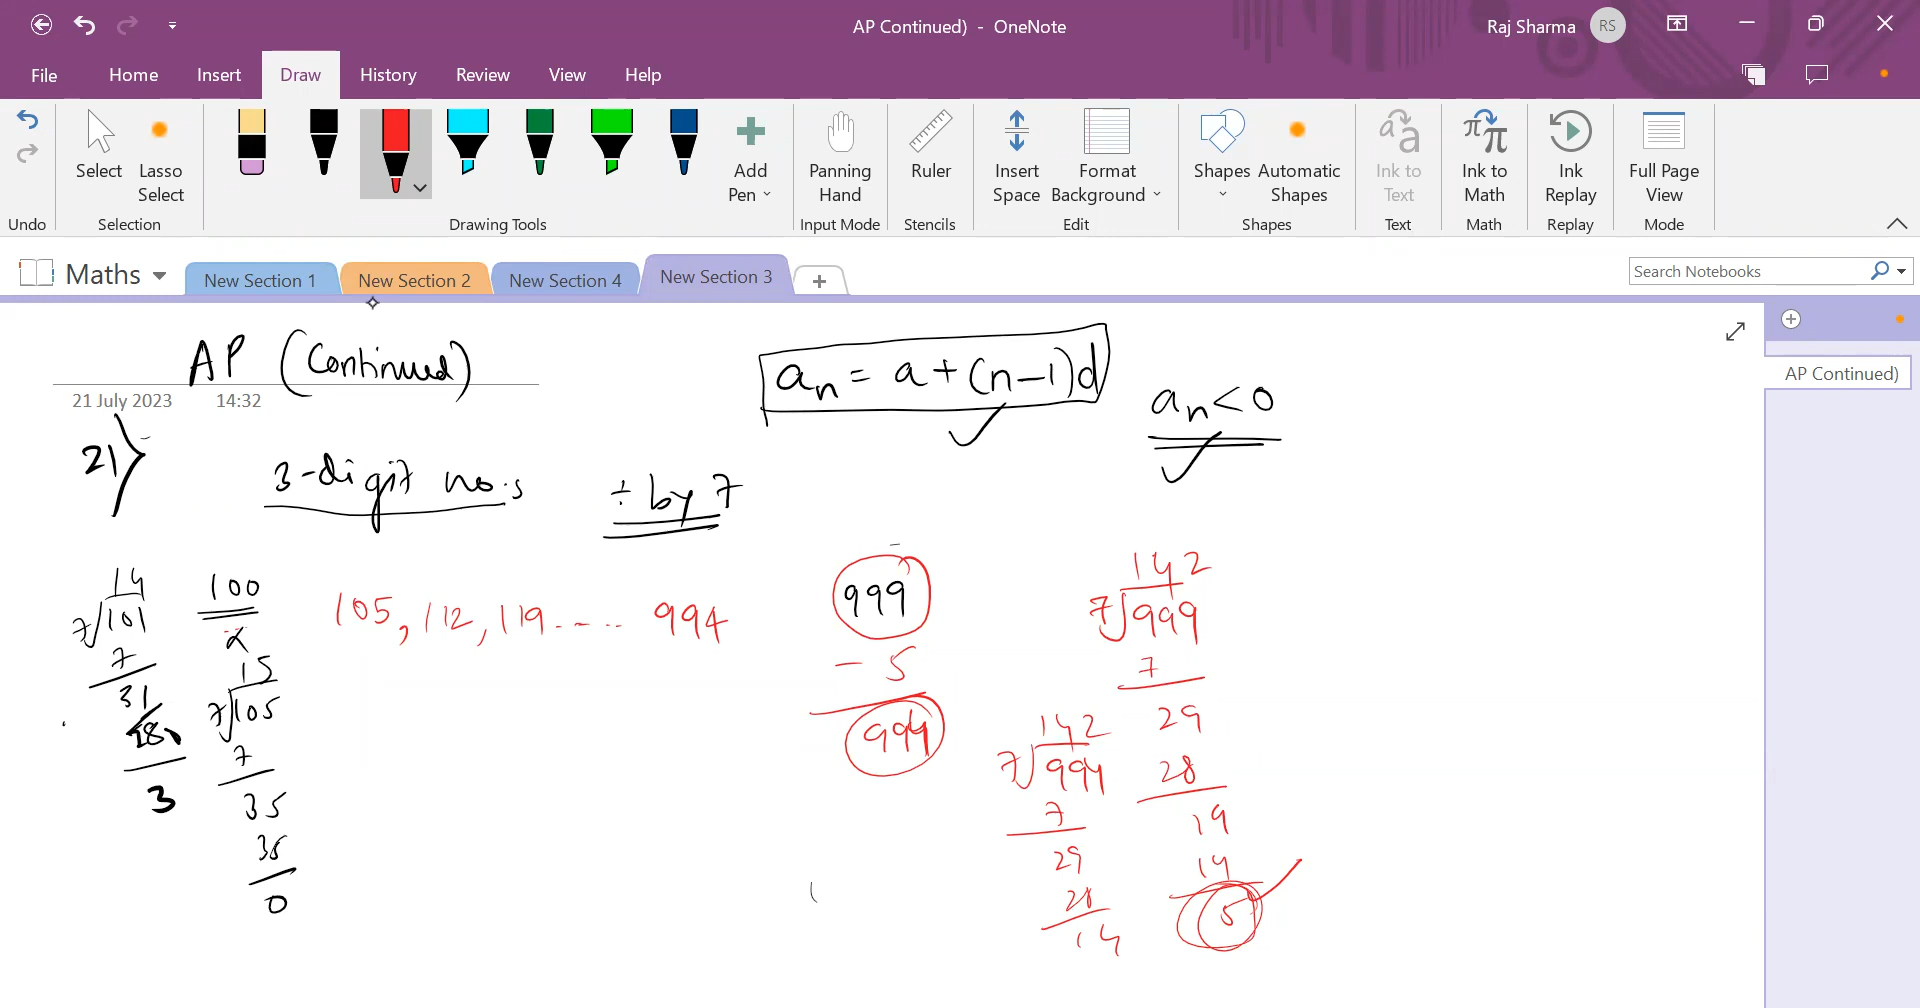 AP Continued) - OneNote
Raj Sharma RS
File Home Insert Draw History Review View Help
Select
Lasso Select
Add Pen
Panning Hand
Ruler
Insert Space
Format Background
Shapes
Automatic Shapes
Ink to Text
Ink to Math
Ink Replay
Full Page View
Undo Selection Drawing Tools Input Mode Stencils Edit Shapes Text Math Replay Mode
Maths New Section 1 New Section 2 New Section 4 New Section 3 +
Search Notebooks
AP Continued)
AP (Continued)
21 July 2023 14:32
aₙ = a + (n-1)d
aₙ < 0
21)
3-digit no.s ÷ by 7
14
7)101
7
31
28
3
100
x
15
7)105
7
35
35
0
105, 112, 119 ..... 994
999
- 5
994
142
7)999
7
29
28
19
14
5
142
7)994
7
29
28
14